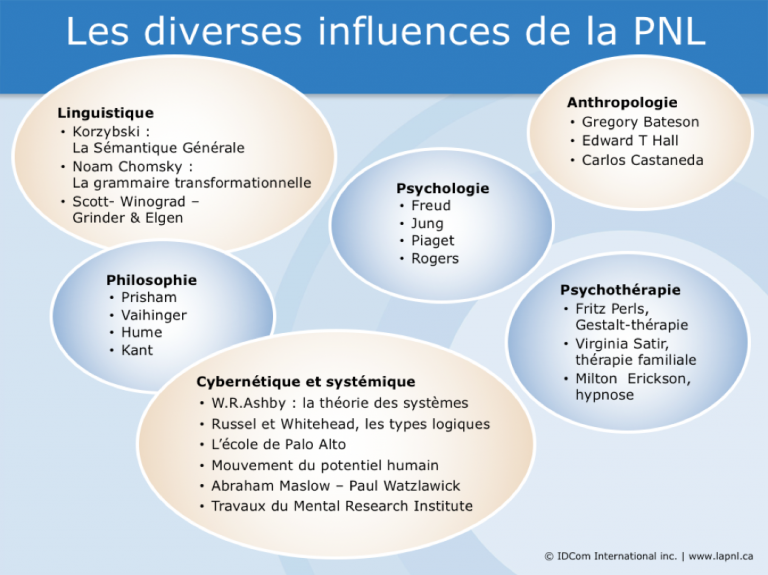 Les diverses influences de la PNL
Linguistique
• Korzybski :
La Sémantique Générale
• Noam Chomsky :
La grammaire transformationnelle
• Scott- Winograd –
Grinder & Elgen
Anthropologie
• Gregory Bateson
• Edward T Hall
• Carlos Castaneda
Psychologie
• Freud
• Jung
• Piaget
• Rogers
Philosophie
• Prisham
• Vaihinger
• Hume
• Kant
Psychothérapie
• Fritz Perls,
Gestalt-thérapie
• Virginia Satir,
thérapie familiale
• Milton Erickson,
hypnose
Cybernétique et systémique
• W.R.Ashby : la théorie des systèmes
• Russel et Whitehead, les types logiques
• L’école de Palo Alto
• Mouvement du potentiel humain
• Abraham Maslow – Paul Watzlawick
• Travaux du Mental Research Institute
© IDCom International inc. | www.lapnl.ca